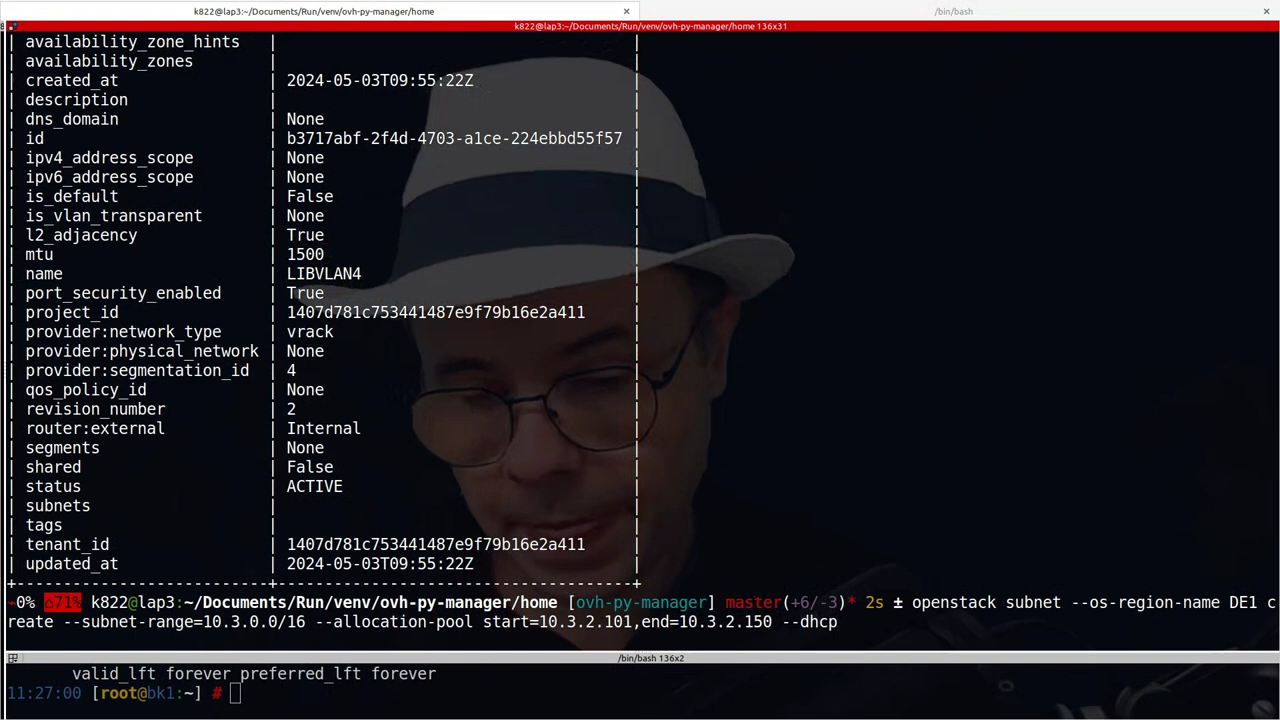 k822@lap3:~/Documents/Run/venv/ovh-py-manager/home × /bin/bash ×
k822@lap3:~/Documents/Run/venv/ovh-py-manager/home 136x31
| availability_zone_hints | |
| availability_zones | |
| created_at | 2024-05-03T09:55:22Z |
| description | |
| dns_domain | None |
| id | b3717abf-2f4d-4703-a1ce-224ebbd55f57 |
| ipv4_address_scope | None |
| ipv6_address_scope | None |
| is_default | False |
| is_vlan_transparent | None |
| l2_adjacency | True |
| mtu | 1500 |
| name | LIBVLAN4 |
| port_security_enabled | True |
| project_id | 1407d781c753441487e9f79b16e2a411 |
| provider:network_type | vrack |
| provider:physical_network | None |
| provider:segmentation_id | 4 |
| qos_policy_id | None |
| revision_number | 2 |
| router:external | Internal |
| segments | None |
| shared | False |
| status | ACTIVE |
| subnets | |
| tags | |
| tenant_id | 1407d781c753441487e9f79b16e2a411 |
| updated_at | 2024-05-03T09:55:22Z |
+---------------------------+--------------------------------------+
~0% ⌂71% k822@lap3:~/Documents/Run/venv/ovh-py-manager/home [ovh-py-manager] master(+6/-3)* 2s ± openstack subnet --os-region-name DE1 c
reate --subnet-range=10.3.0.0/16 --allocation-pool start=10.3.2.101,end=10.3.2.150 --dhcp
/bin/bash 136x2
valid_lft forever preferred_lft forever
11:27:00 [root@bk1:~] #